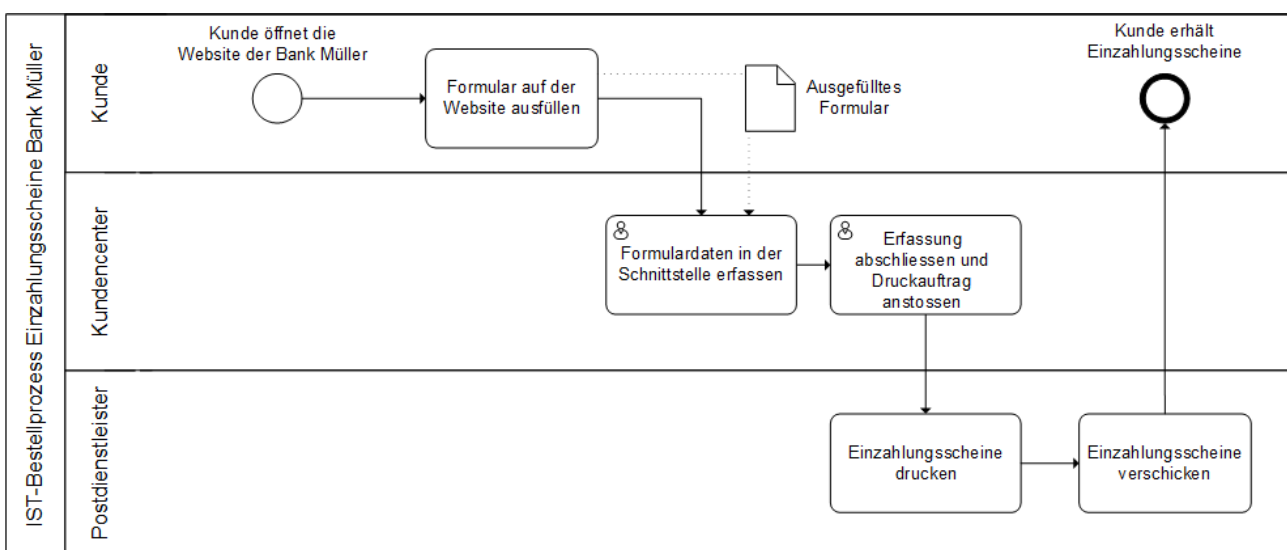 IST-Bestellprozess Einzahlungsscheine Bank Müller
Kunde
Kunde öffnet die
Website der Bank Müller
Formular auf der
Website ausfüllen
Ausgefülltes
Formular
Kunde erhält
Einzahlungsscheine
Kundencenter
Formulardaten in der
Schnittstelle erfassen
Erfassung
abschliessen und
Druckauftrag
anstossen
Postdienstleister
Einzahlungsscheine
drucken
Einzahlungsscheine
verschicken